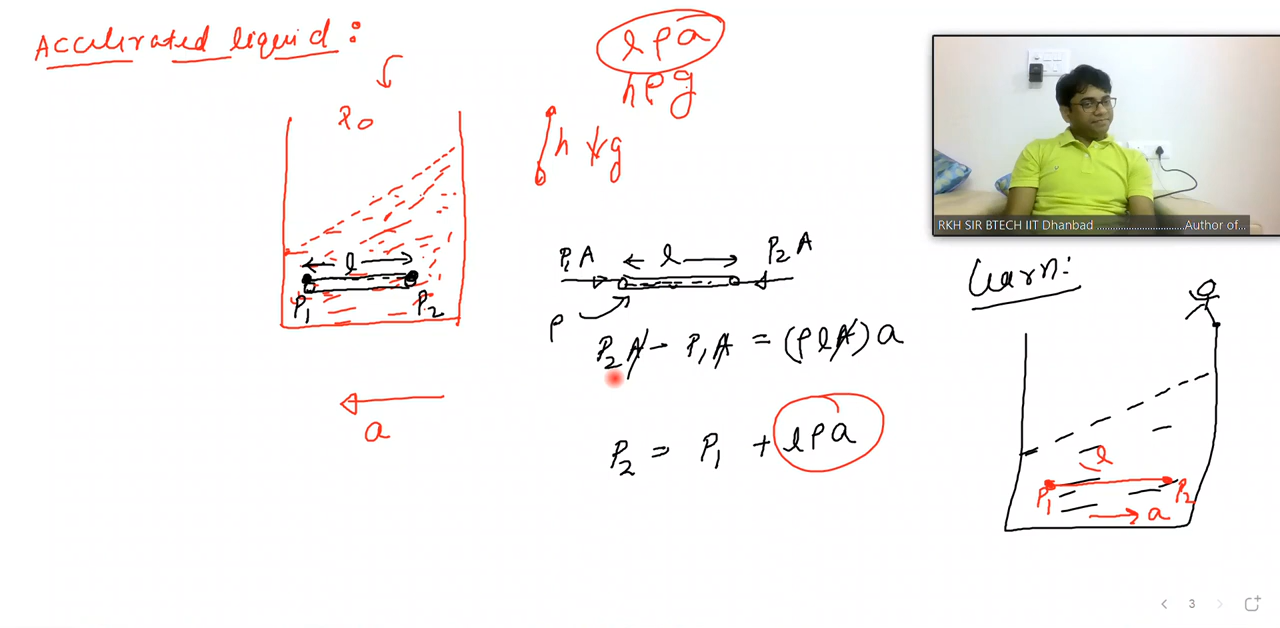 Accelerated liquid :
lρa
hρg
P₀
h g
l
P₁ P₂
a
P₁A l P₂A
ρ
P₂A - P₁A = (ρlA)a
P₂ = P₁ + lρa
RKH SIR BTECH IIT Dhanbad ................................Author of...
learn:
l
P₁ P₂
a
3